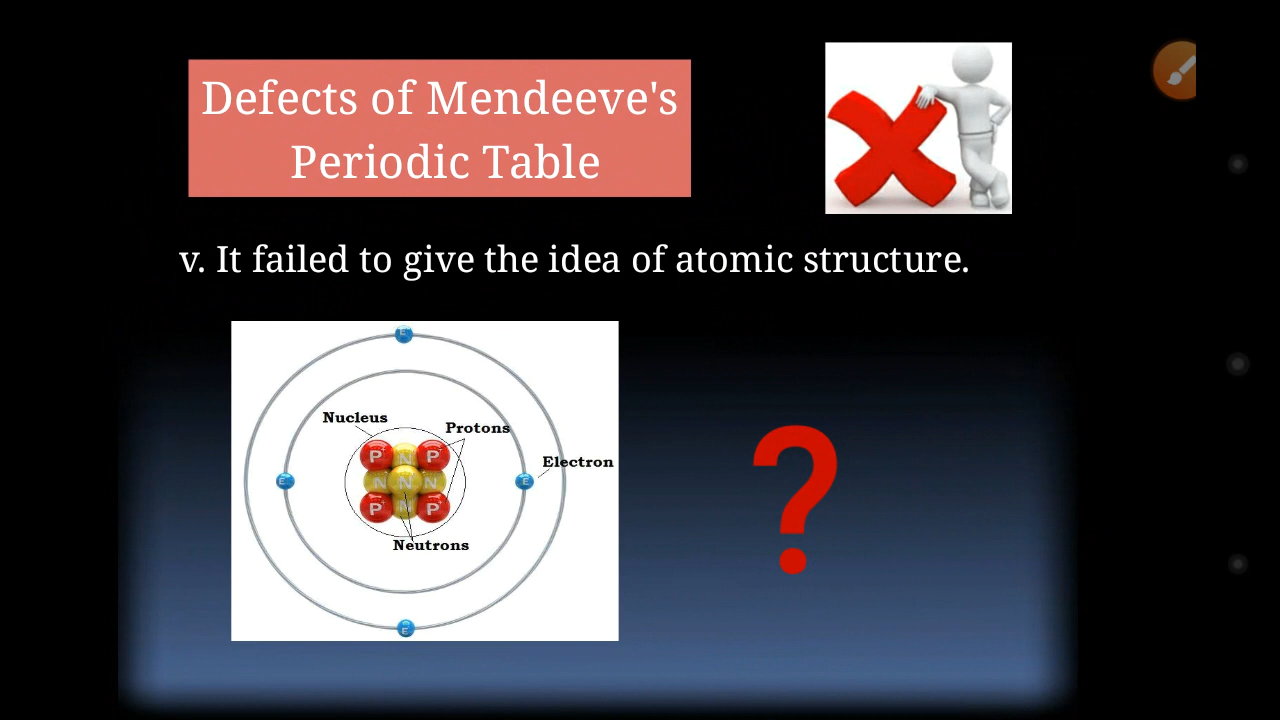 Defects of Mendeeve's
Periodic Table
v. It failed to give the idea of atomic structure.
E
Nucleus
Protons
Electron
P N P
E N N N E
P N P
Neutrons
E
?